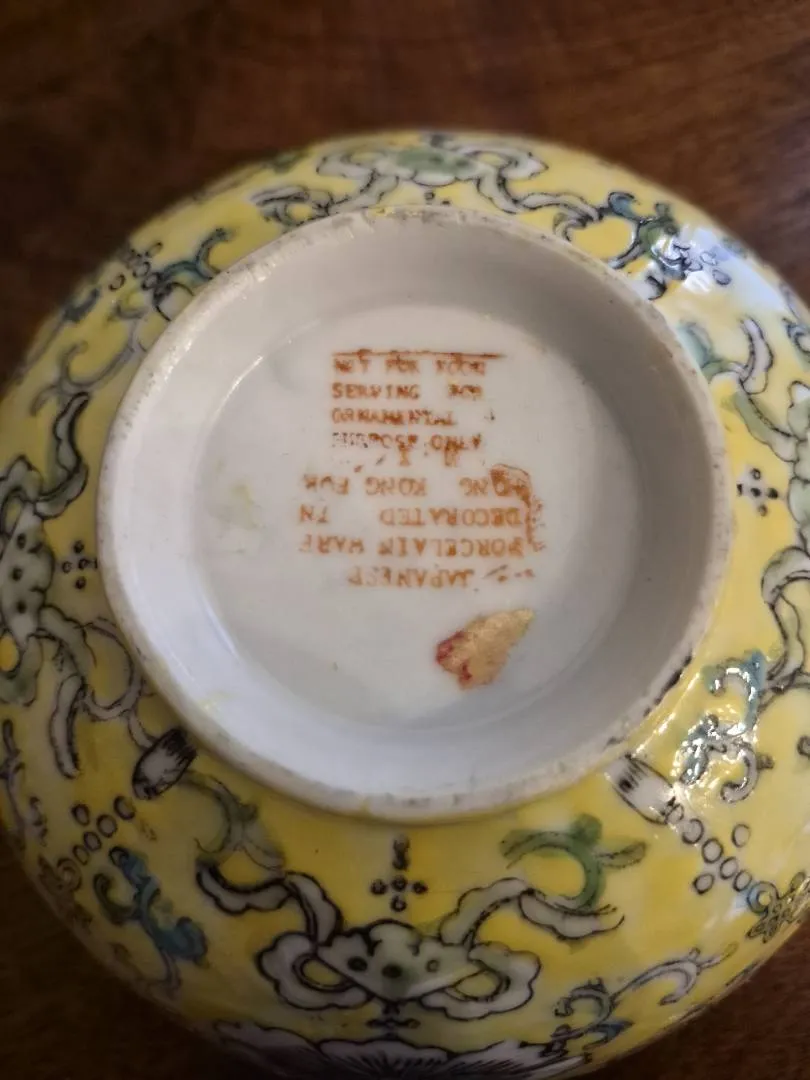 NOT FOR FOOD
SERVING FOR
ORNAMENTAL
PURPOSE ONLY
JAPANESE
PORCELAIN WARE
DECORATED IN
HONG KONG FOR